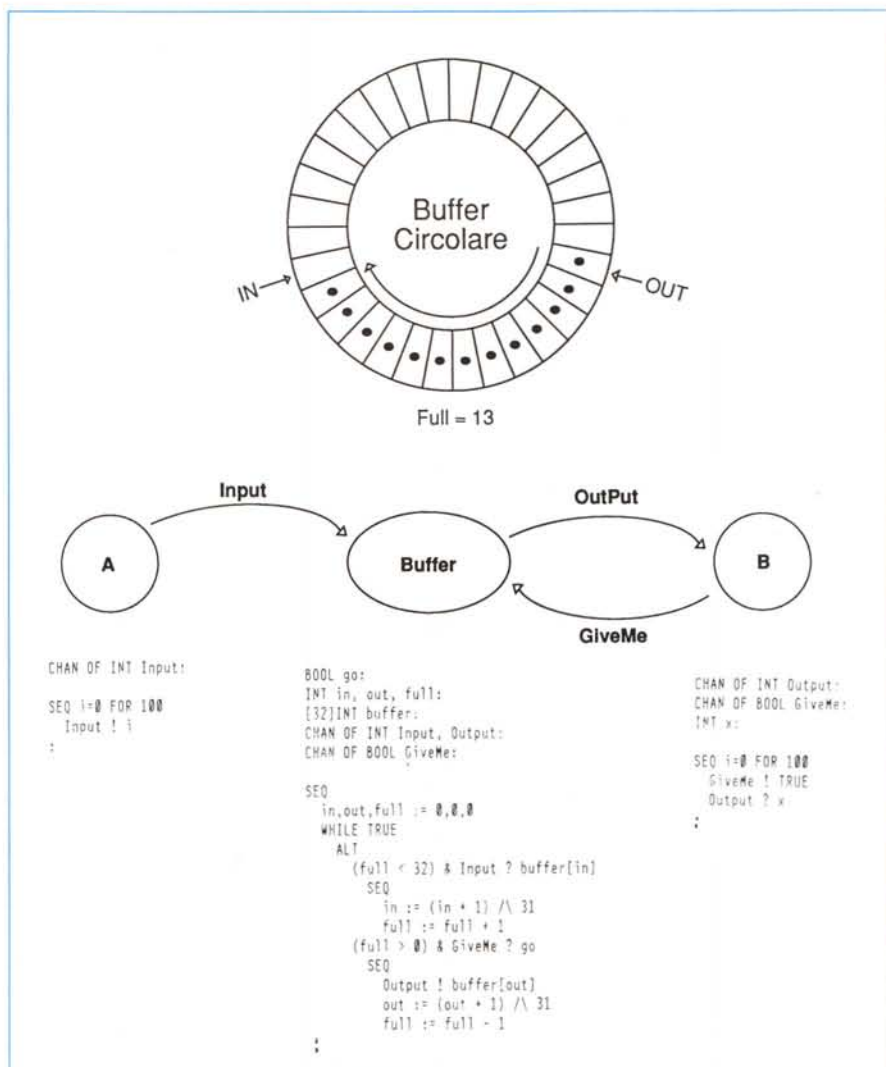 Buffer
Circolare
IN
OUT
Full = 13
Input
OutPut
A
Buffer
B
GiveMe
CHAN OF INT Input:
SEQ i=0 FOR 100
Input ! i
:
BOOL go:
INT in, out, full:
[32]INT buffer:
CHAN OF INT Input, Output:
CHAN OF BOOL GiveMe:
SEQ
in,out,full := 0,0,0
WHILE TRUE
ALT
(full < 32) & Input ? buffer[in]
SEQ
in := (in + 1) /\ 31
full := full + 1
(full > 0) & GiveMe ? go
SEQ
Output ! buffer[out]
out := (out + 1) /\ 31
full := full - 1
:
CHAN OF INT Output:
CHAN OF BOOL GiveMe:
INT x:
SEQ i=0 FOR 100
GiveMe ! TRUE
Output ? x
: